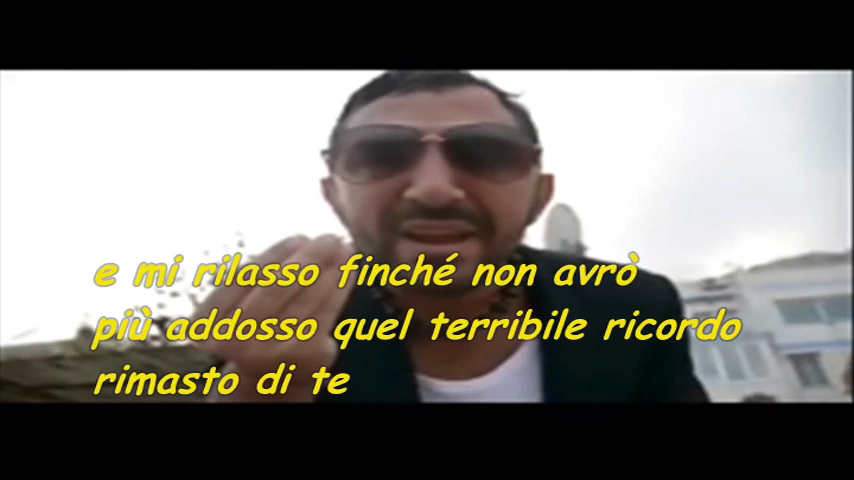 e mi rilasso finché non avrò
più addosso quel terribile ricordo
rimasto di te